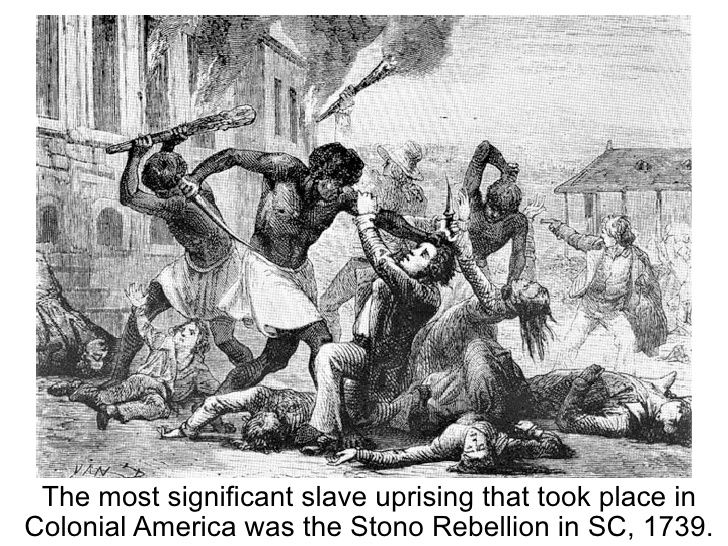 The most significant slave uprising that took place in
Colonial America was the Stono Rebellion in SC, 1739.